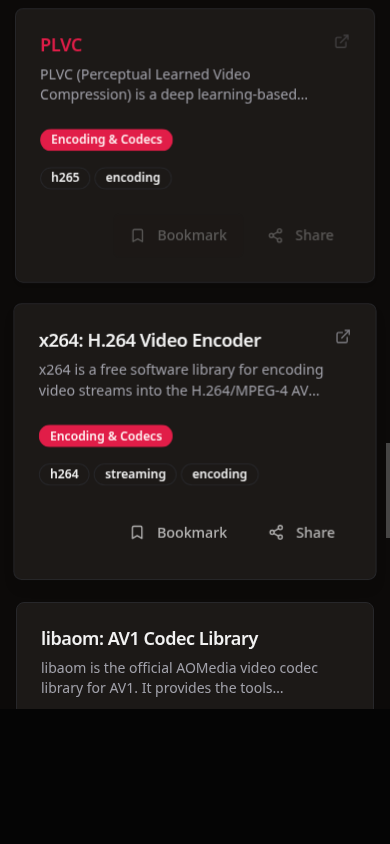 PLVC
PLVC (Perceptual Learned Video
Compression) is a deep learning-based...
Encoding & Codecs
h265 encoding
Bookmark Share
x264: H.264 Video Encoder
x264 is a free software library for encoding
video streams into the H.264/MPEG-4 AV...
Encoding & Codecs
h264 streaming encoding
Bookmark Share
libaom: AV1 Codec Library
libaom is the official AOMedia video codec
library for AV1. It provides the tools...